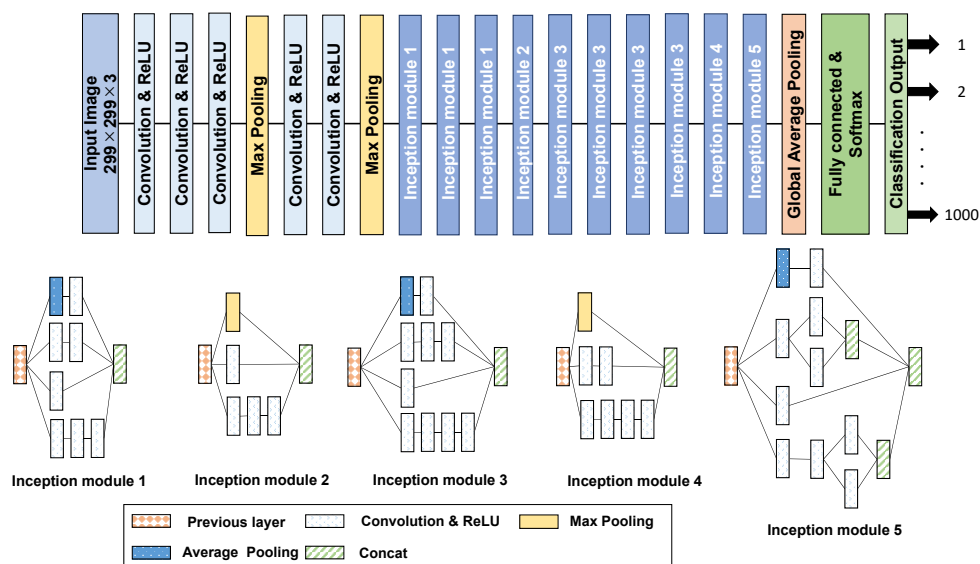 Input Image
299×299×3
Convolution & ReLU
Convolution & ReLU
Convolution & ReLU
Max Pooling
Convolution & ReLU
Convolution & ReLU
Max Pooling
Inception module 1
Inception module 1
Inception module 1
Inception module 2
Inception module 3
Inception module 3
Inception module 3
Inception module 3
Inception module 4
Inception module 5
Global Average Pooling
Fully connected &
Softmax
Classification Output
1
2
1000
Inception module 1
Inception module 2
Inception module 3
Inception module 4
Inception module 5
Previous layer
Convolution & ReLU
Max Pooling
Average Pooling
Concat